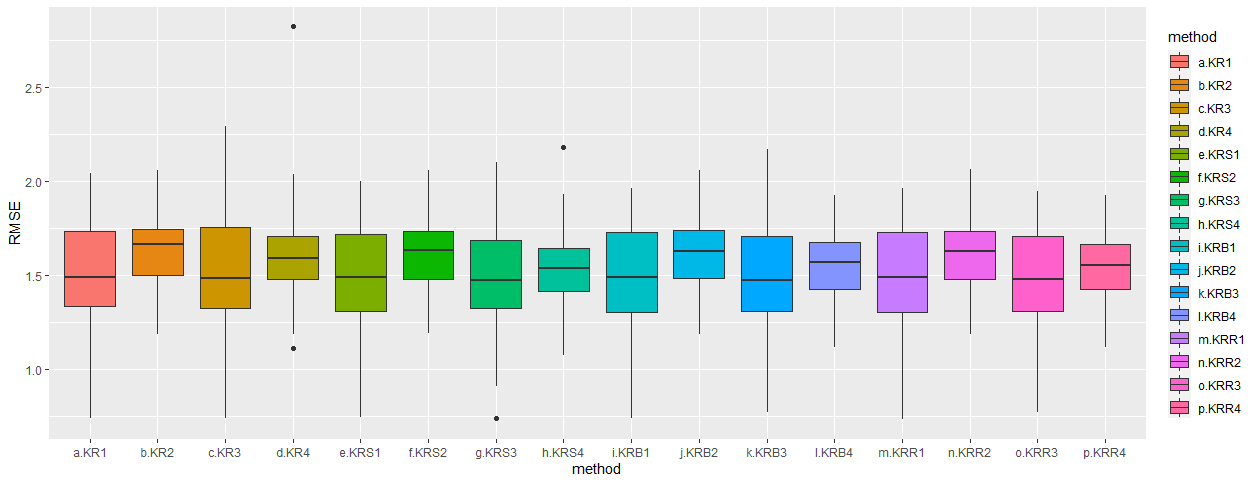 RMSE
2.5
2.0
1.5
1.0
a.KR1 b.KR2 c.KR3 d.KR4 e.KRS1 f.KRS2 g.KRS3 h.KRS4 i.KRB1 j.KRB2 k.KRB3 l.KRB4 m.KRR1 n.KRR2 o.KRR3 p.KRR4
method
method
a.KR1
b.KR2
c.KR3
d.KR4
e.KRS1
f.KRS2
g.KRS3
h.KRS4
i.KRB1
j.KRB2
k.KRB3
l.KRB4
m.KRR1
n.KRR2
o.KRR3
p.KRR4